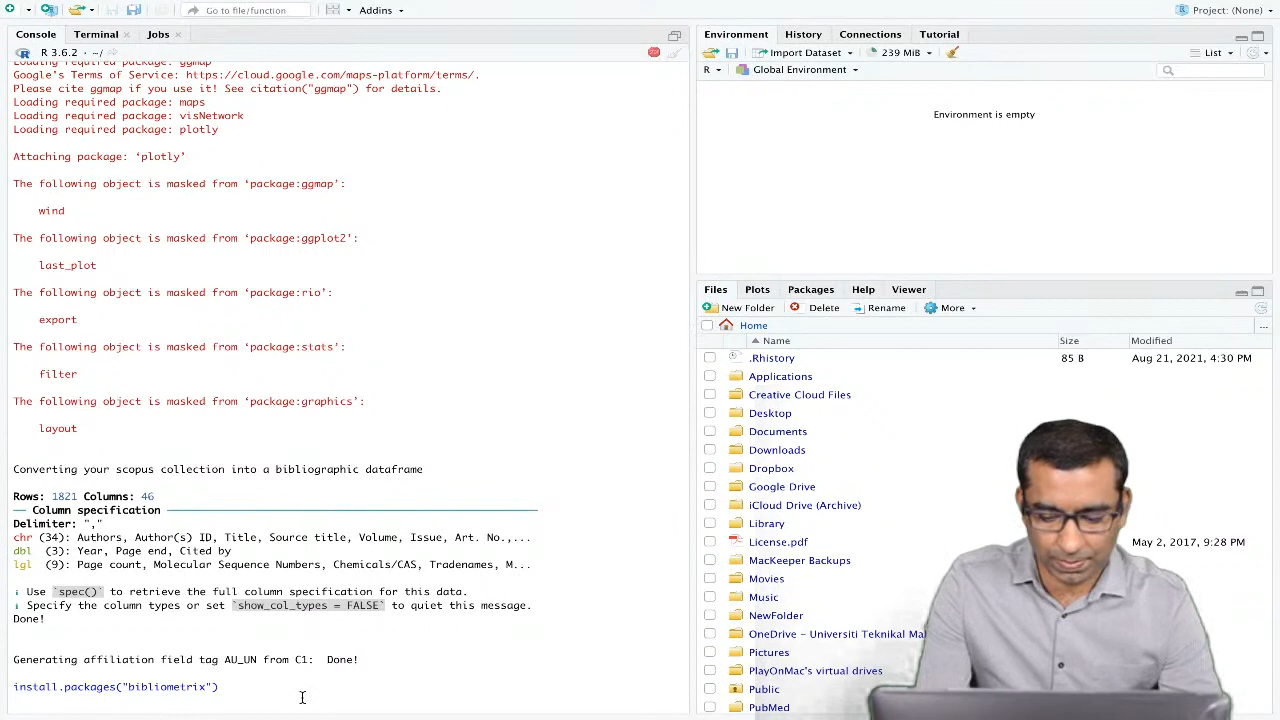 Go to file/function
Addins
Project: (None)
Console
Terminal
Jobs
R 3.6.2 · ~/
Loading required package: ggmap
Google's Terms of Service: https://cloud.google.com/maps-platform/terms/.
Please cite ggmap if you use it! See citation("ggmap") for details.
Loading required package: maps
Loading required package: visNetwork
Loading required package: plotly
Attaching package: ‘plotly’
The following object is masked from ‘package:ggmap’:
wind
The following object is masked from ‘package:ggplot2’:
last_plot
The following object is masked from ‘package:rio’:
export
The following object is masked from ‘package:stats’:
filter
The following object is masked from ‘package:graphics’:
layout
Converting your scopus collection into a bibliographic dataframe
Rows: 1821 Columns: 46
── Column specification ──
Delimiter: ","
chr (34): Authors, Author(s) ID, Title, Source title, Volume, Issue, Art. No.,...
dbl (3): Year, Page end, Cited by
lgl (9): Page count, Molecular Sequence Numbers, Chemicals/CAS, Tradenames, M...
ℹ Use `spec()` to retrieve the full column specification for this data.
ℹ Specify the column types or set `show_col_types = FALSE` to quiet this message.
Done!
Generating affiliation field tag AU_UN from C1: Done!
install.packages("bibliometrix")
Environment
History
Connections
Tutorial
Import Dataset
239 MiB
List
R
Global Environment
Environment is empty
Files
Plots
Packages
Help
Viewer
New Folder
Delete
Rename
More
Home
...
Name
Size
Modified
.Rhistory
85 B
Aug 21, 2021, 4:30 PM
Applications
Creative Cloud Files
Desktop
Documents
Downloads
Dropbox
Google Drive
iCloud Drive (Archive)
Library
License.pdf
May 2, 2017, 9:28 PM
MacKeeper Backups
Movies
Music
NewFolder
OneDrive - Universiti Teknikal Mal
Pictures
PlayOnMac's virtual drives
Public
PubMed